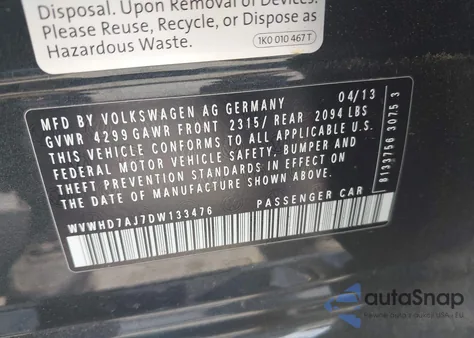 Disposal. Upon Removal of Devices.
Please Reuse, Recycle, or Dispose as
Hazardous Waste.
1K0 010 467 T
MFD BY VOLKSWAGEN AG GERMANY 04/13
GVWR 4299 GAWR FRONT 2315/ REAR 2094 LBS
THIS VEHICLE CONFORMS TO ALL APPLICABLE U.S.
FEDERAL MOTOR VEHICLE SAFETY, BUMPER AND
THEFT PREVENTION STANDARDS IN EFFECT ON
THE DATE OF MANUFACTURE SHOWN ABOVE.
WVWHD7AJ7DW133476 PASSENGER CAR
8133756 3075 3
autoSnap